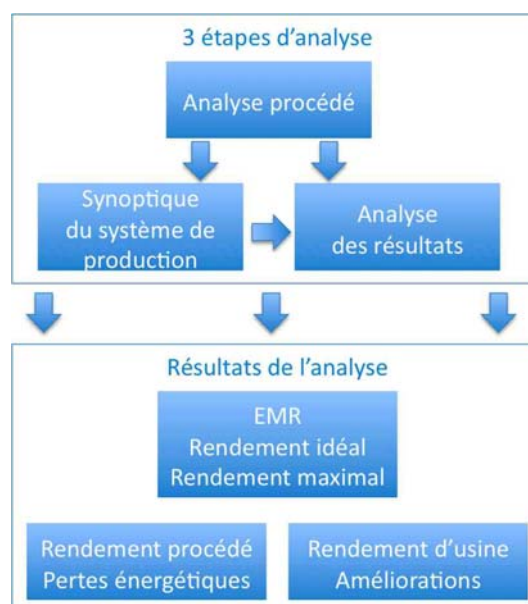 3 étapes d’analyse
Analyse procédé
Synoptique
du système de
production
Analyse
des résultats
Résultats de l’analyse
EMR
Rendement idéal
Rendement maximal
Rendement procédé
Pertes énergétiques
Rendement d’usine
Améliorations